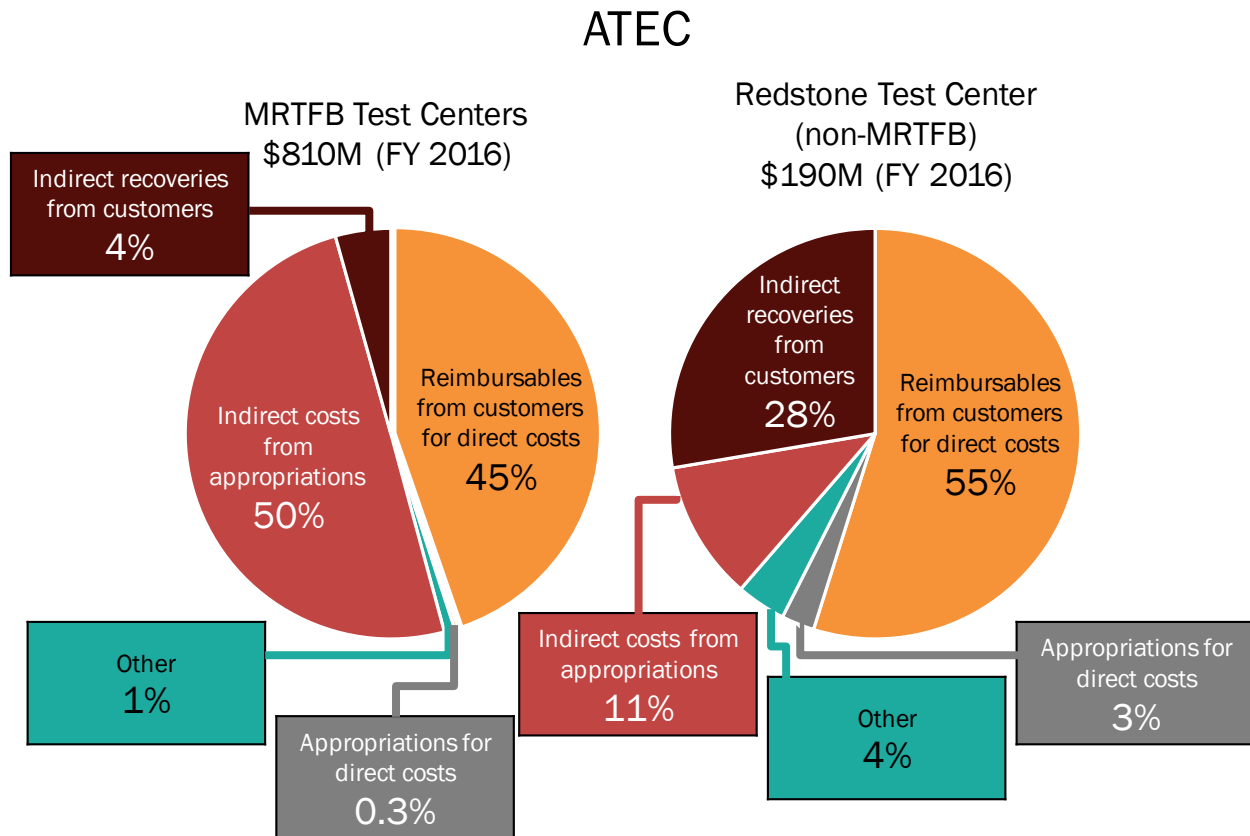 ATEC
MRTFB Test Centers
$810M (FY 2016)
Indirect recoveries
from customers
4%
Indirect costs
from
appropriations
50%
Reimbursables
from customers
for direct costs
45%
Other
1%
Appropriations for
direct costs
0.3%
Redstone Test Center
(non-MRTFB)
$190M (FY 2016)
Indirect
recoveries
from
customers
28%
Reimbursables
from customers
for direct costs
55%
Indirect costs from
appropriations
11%
Other
4%
Appropriations for
direct costs
3%